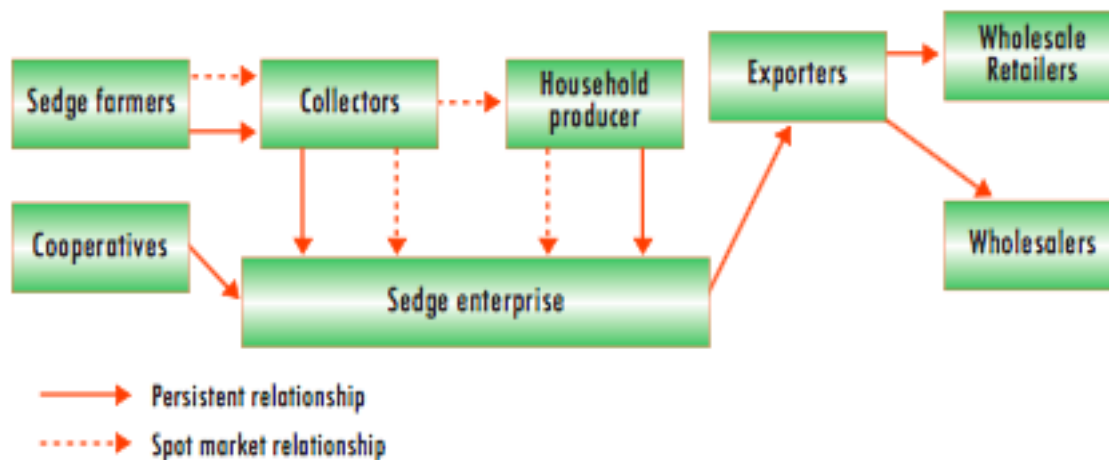 Wholesale
Retailers
Exporters
Sedge farmers
Collectors
Household
producer
Cooperatives
Wholesalers
Sedge enterprise
Persistent relationship
Spot market relationship